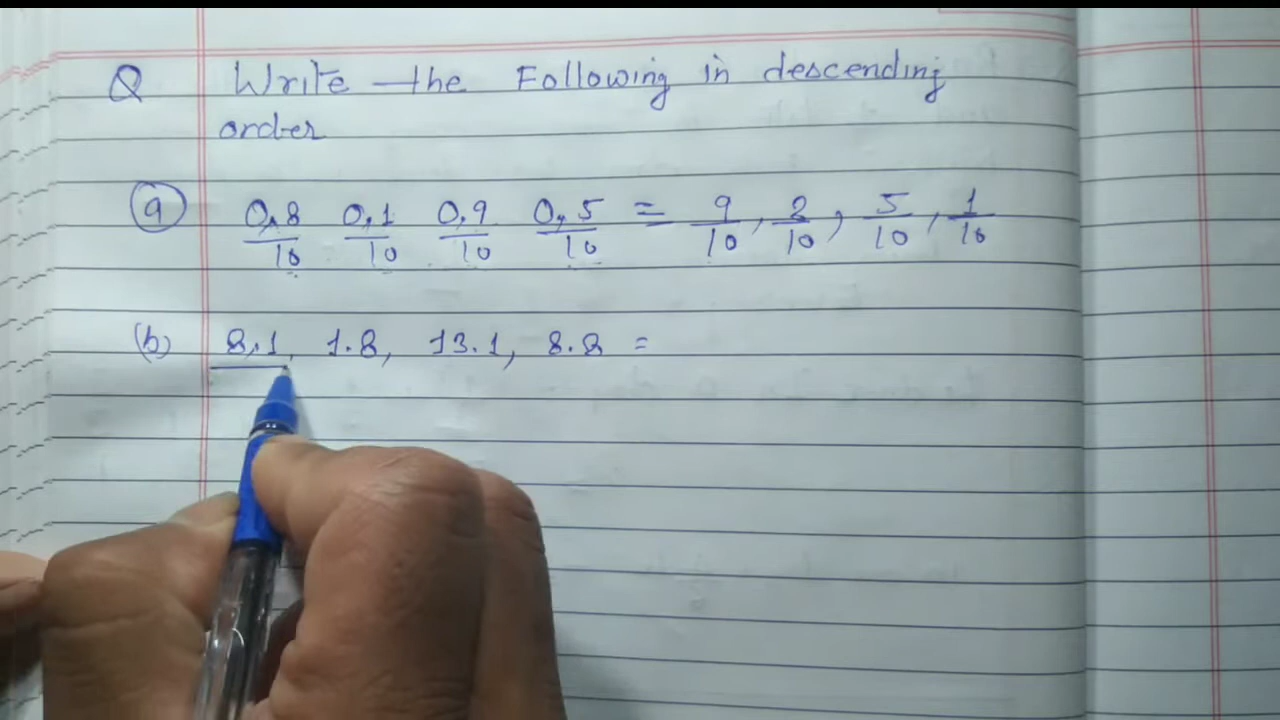 Q Write the Following in descending
order
(a) 0.8/10 0.1/10 0.9/10 0.5/10 = 9/10, 8/10, 5/10, 1/10
(b) 8.1, 1.8, 13.1, 8.8 =